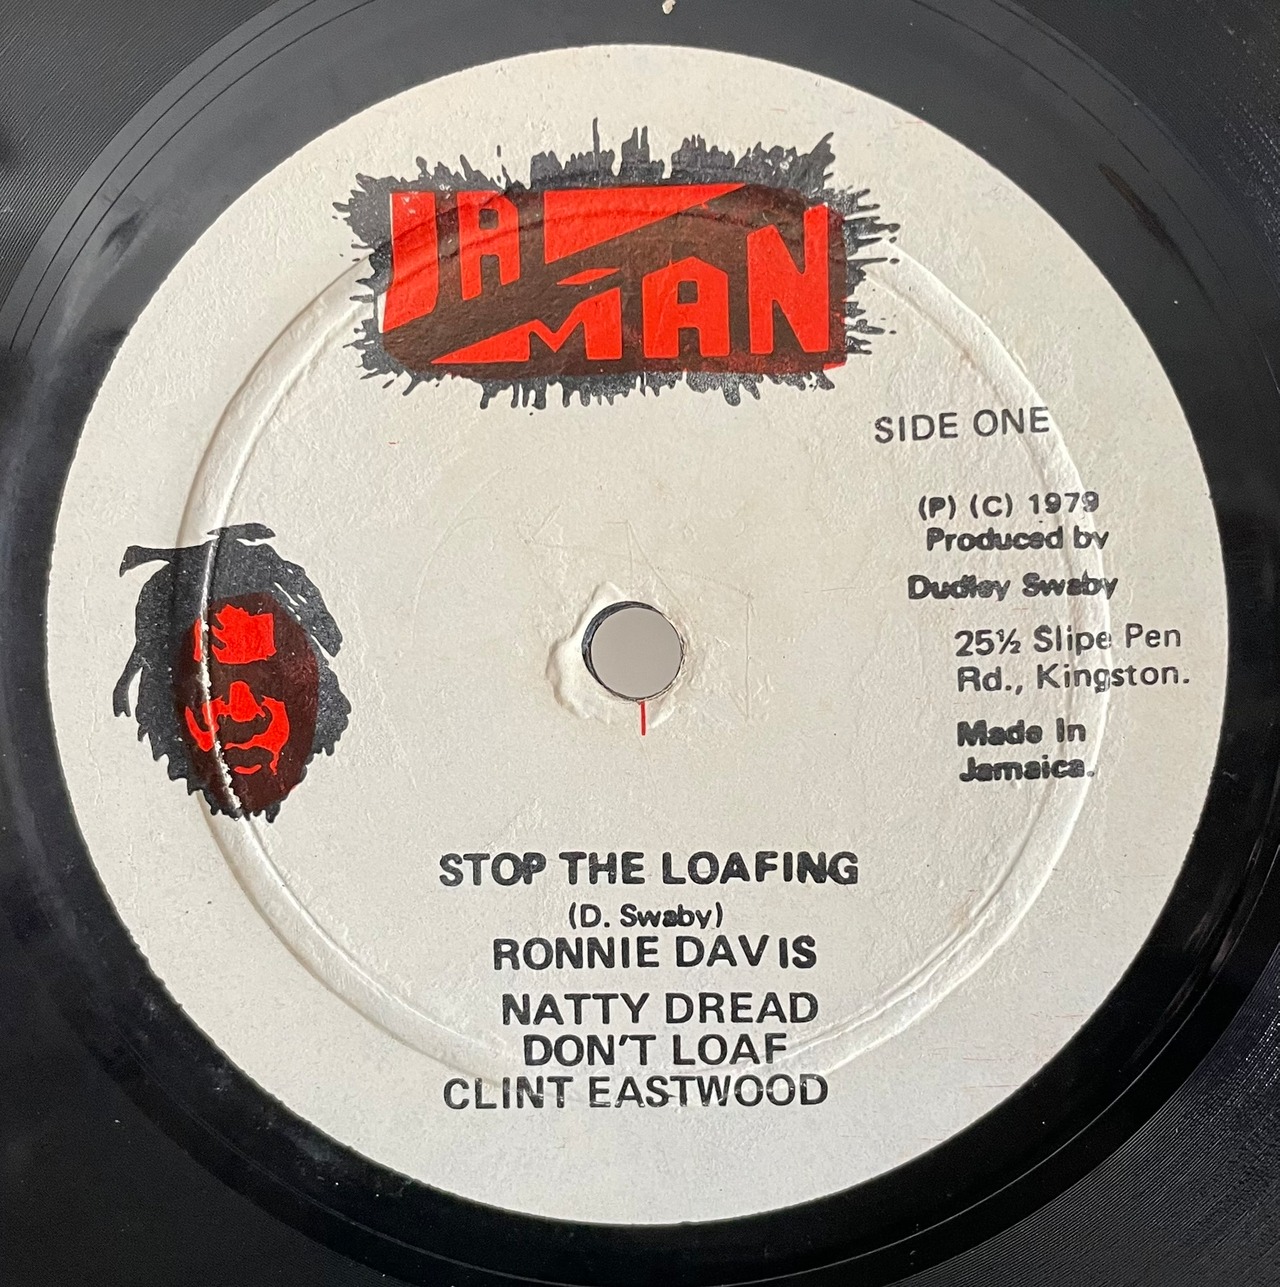 JA
MAN
SIDE ONE
(P) (C) 1979
Produced by
Dudley Swaby
25½ Slipe Pen
Rd., Kingston.
Made In
Jamaica.
STOP THE LOAFING
(D. Swaby)
RONNIE DAVIS
NATTY DREAD
DON'T LOAF
CLINT EASTWOOD